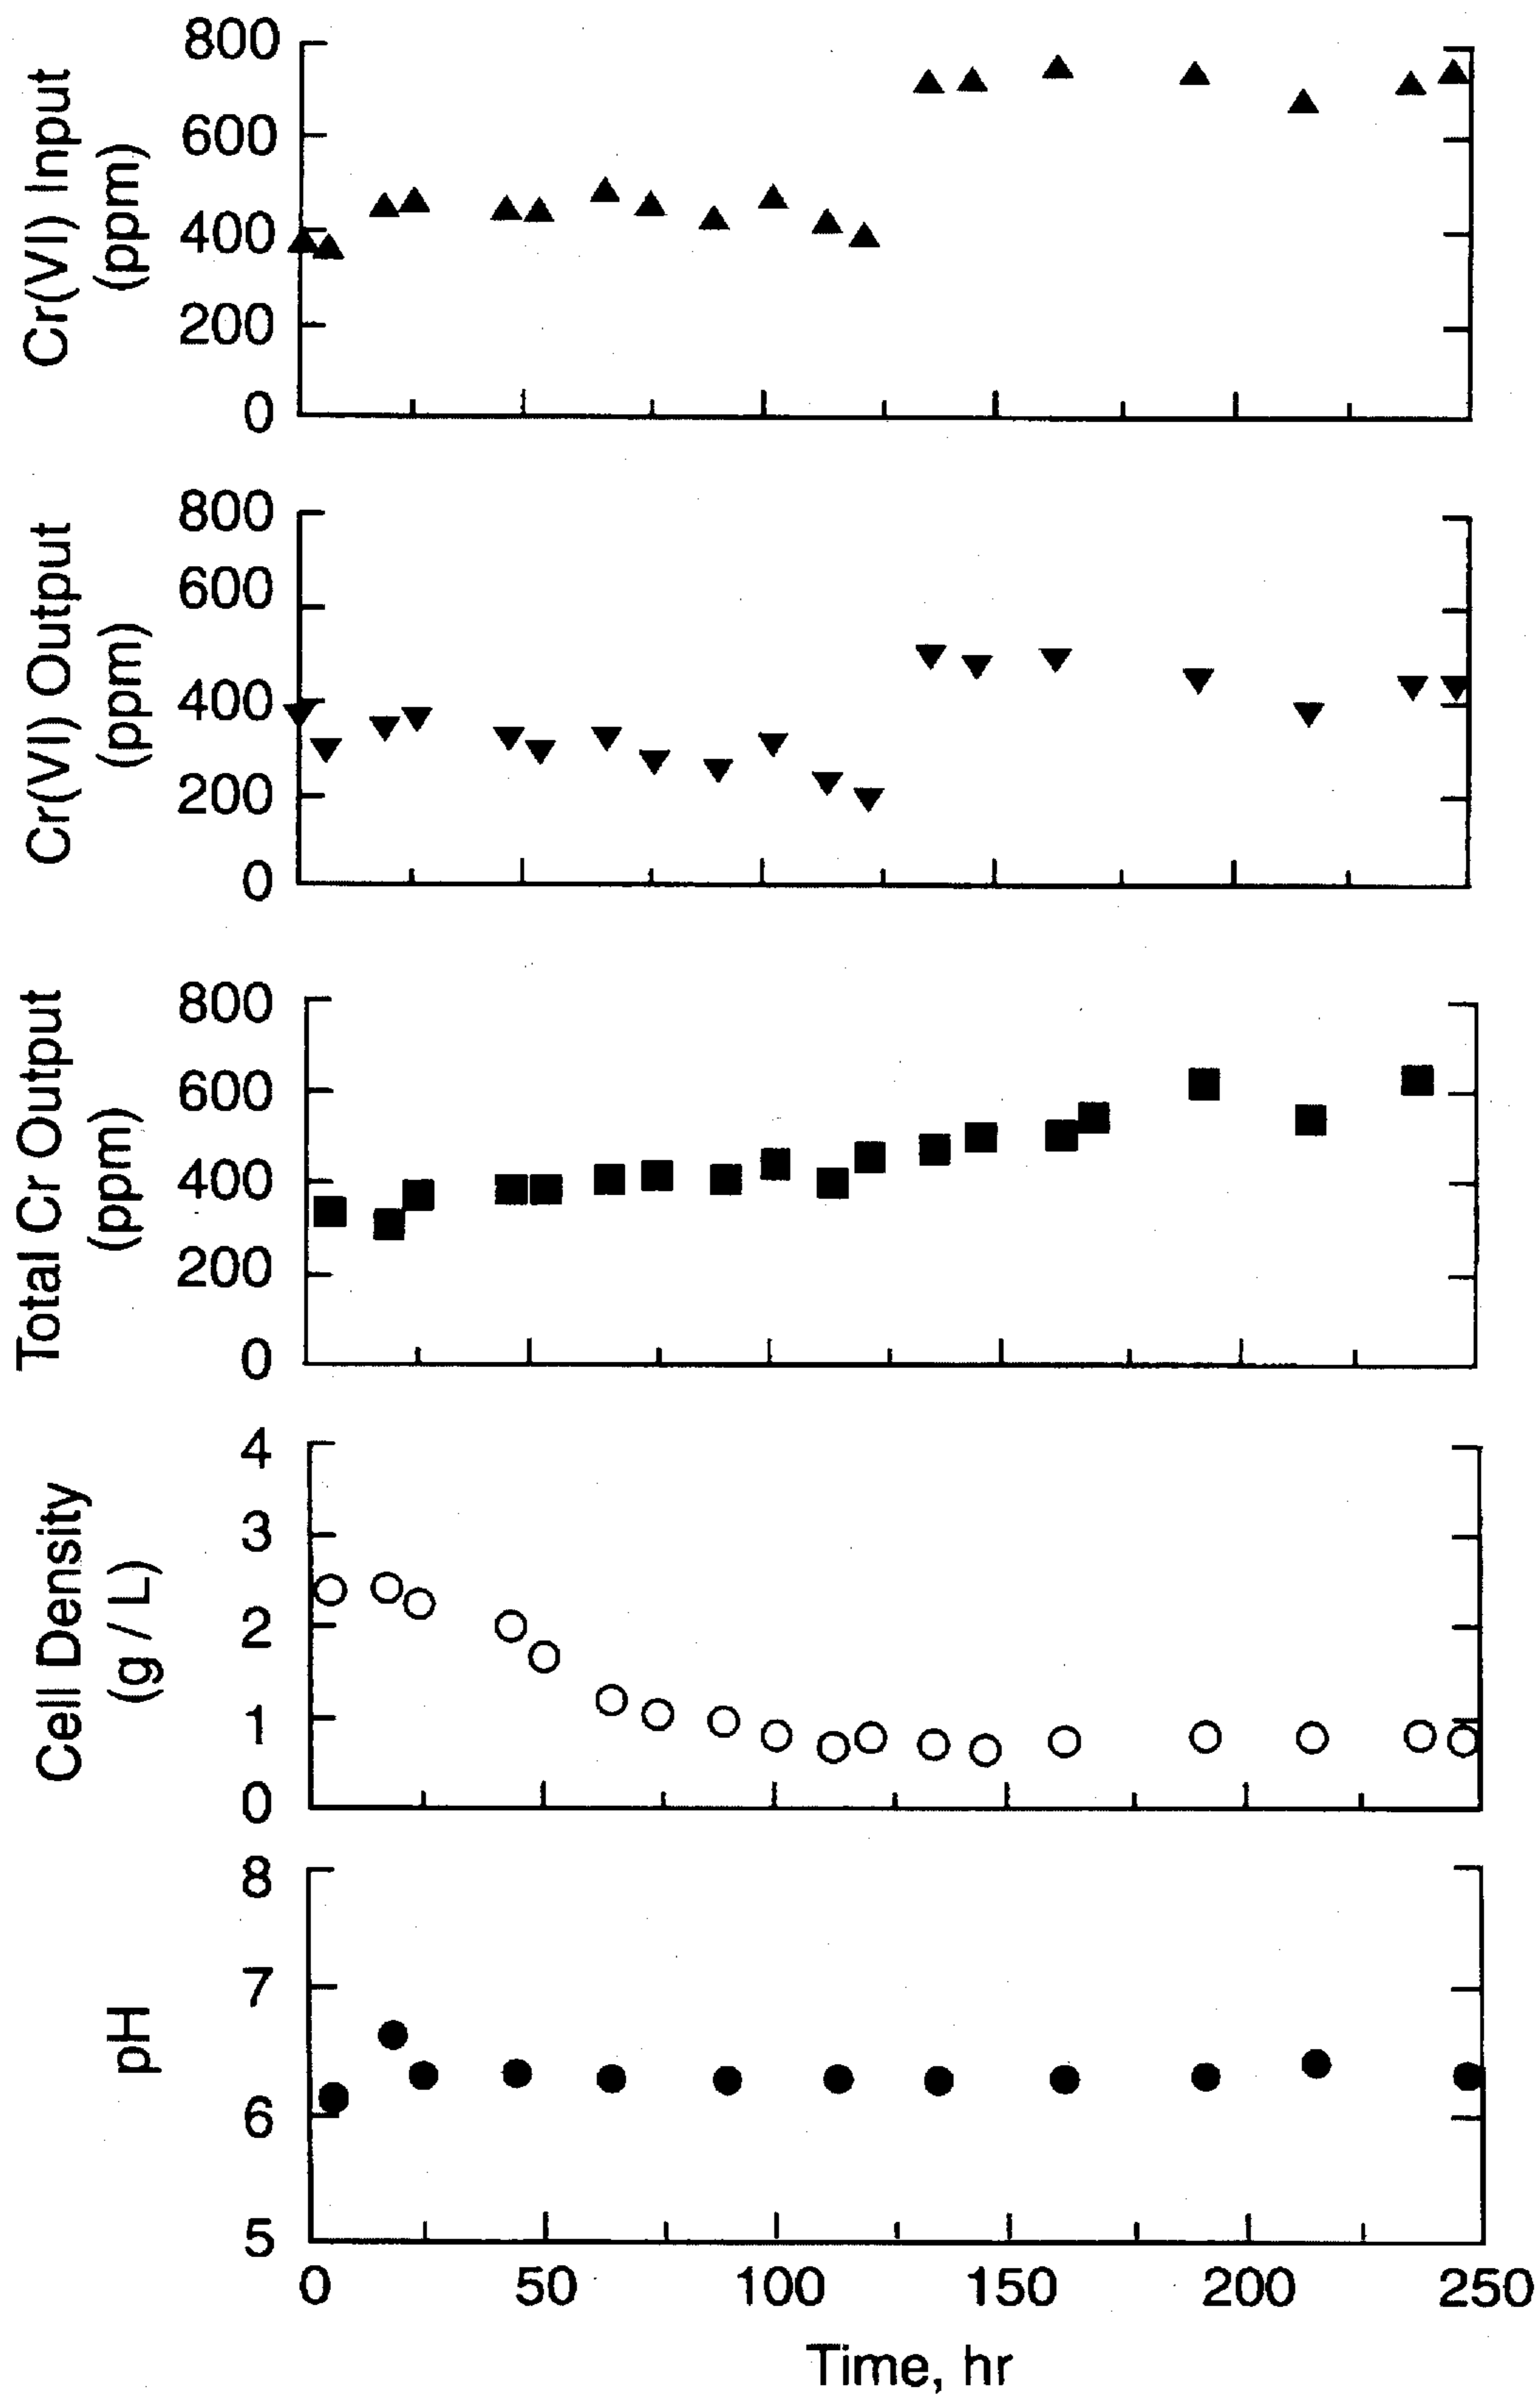 Cr(VI) Input
(ppm)
800
600
400
200
0
Cr(VI) Output
(ppm)
800
600
400
200
0
Total Cr Output
(ppm)
800
600
400
200
0
Cell Density
(g / L)
4
3
2
1
0
pH
8
7
6
5
0 50 100 150 200 250
Time, hr